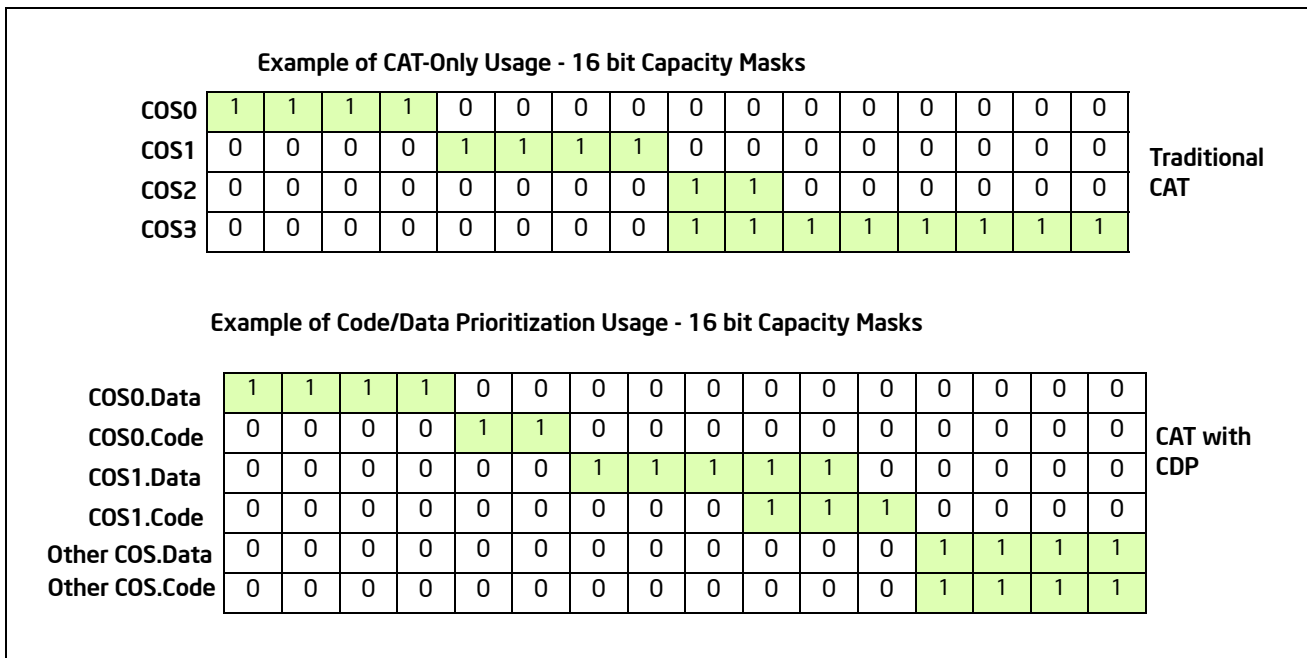 Example of CAT-Only Usage - 16 bit Capacity Masks
COS0 1 1 1 1 0 0 0 0 0 0 0 0 0 0 0 0
COS1 0 0 0 0 1 1 1 1 0 0 0 0 0 0 0 0
COS2 0 0 0 0 0 0 0 0 1 1 0 0 0 0 0 0
COS3 0 0 0 0 0 0 0 0 1 1 1 1 1 1 1 1
Traditional
CAT
Example of Code/Data Prioritization Usage - 16 bit Capacity Masks
COS0.Data 1 1 1 1 0 0 0 0 0 0 0 0 0 0 0 0
COS0.Code 0 0 0 0 1 1 0 0 0 0 0 0 0 0 0 0
COS1.Data 0 0 0 0 0 0 1 1 1 1 1 0 0 0 0 0
COS1.Code 0 0 0 0 0 0 0 0 0 1 1 1 0 0 0 0
Other COS.Data 0 0 0 0 0 0 0 0 0 0 0 0 1 1 1 1
Other COS.Code 0 0 0 0 0 0 0 0 0 0 0 0 1 1 1 1
CAT with
CDP